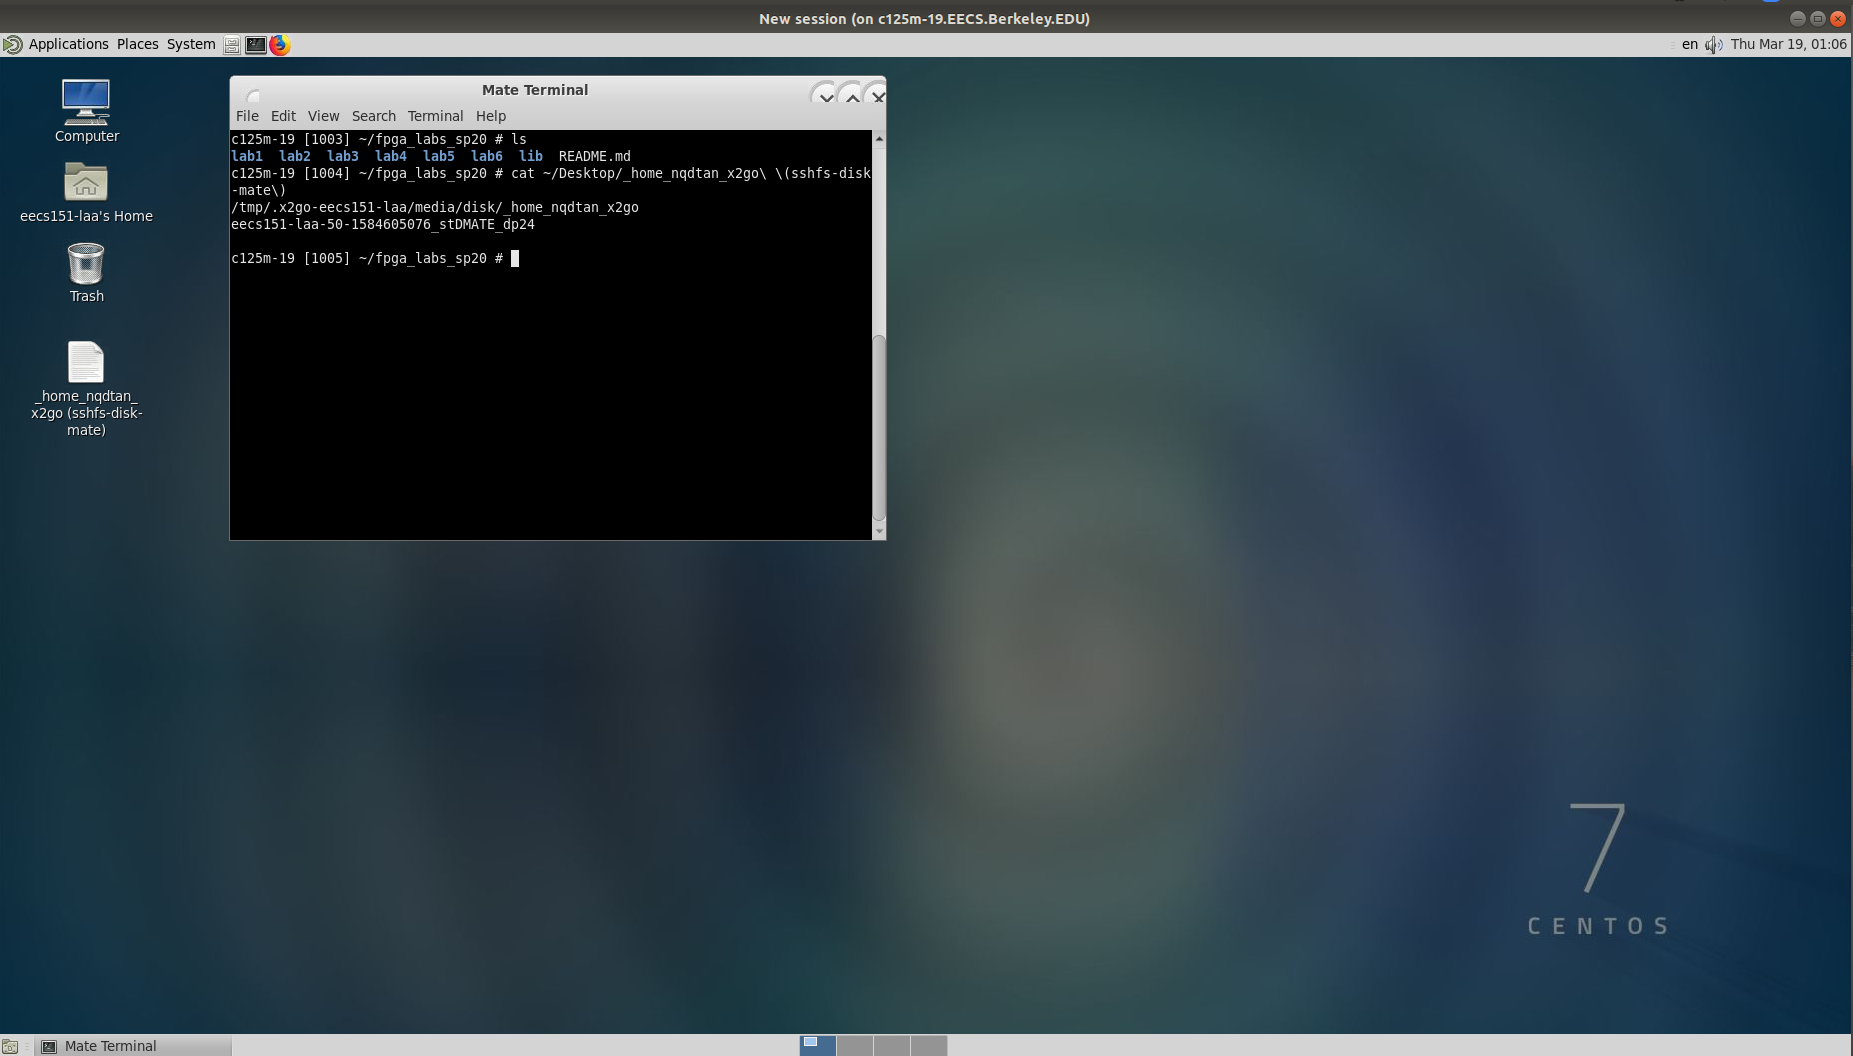 New session (on c125m-19.EECS.Berkeley.EDU)
Applications Places System
en Thu Mar 19, 01:06
Computer
eecs151-laa's Home
Trash
_home_nqdtan_
x2go (sshfs-disk-
mate)
Mate Terminal
File Edit View Search Terminal Help
c125m-19 [1003] ~/fpga_labs_sp20 # ls
lab1 lab2 lab3 lab4 lab5 lab6 lib README.md
c125m-19 [1004] ~/fpga_labs_sp20 # cat ~/Desktop/_home_nqdtan_x2go\ \(sshfs-disk
-mate\)
/tmp/.x2go-eecs151-laa/media/disk/_home_nqdtan_x2go
eecs151-laa-50-1584605076_stDMATE_dp24
c125m-19 [1005] ~/fpga_labs_sp20 #
7
CENTOS
Mate Terminal